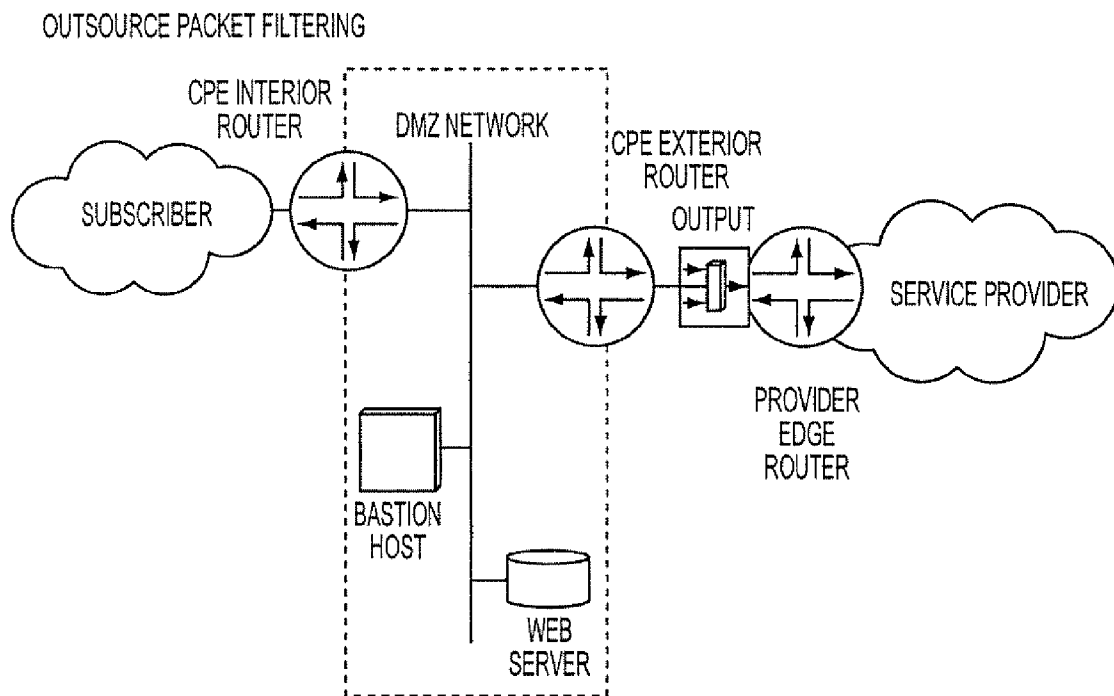 OUTSOURCE PACKET FILTERING
CPE INTERIOR
ROUTER
DMZ NETWORK
CPE EXTERIOR
ROUTER
OUTPUT
SUBSCRIBER
SERVICE PROVIDER
PROVIDER
EDGE
ROUTER
BASTION
HOST
WEB
SERVER